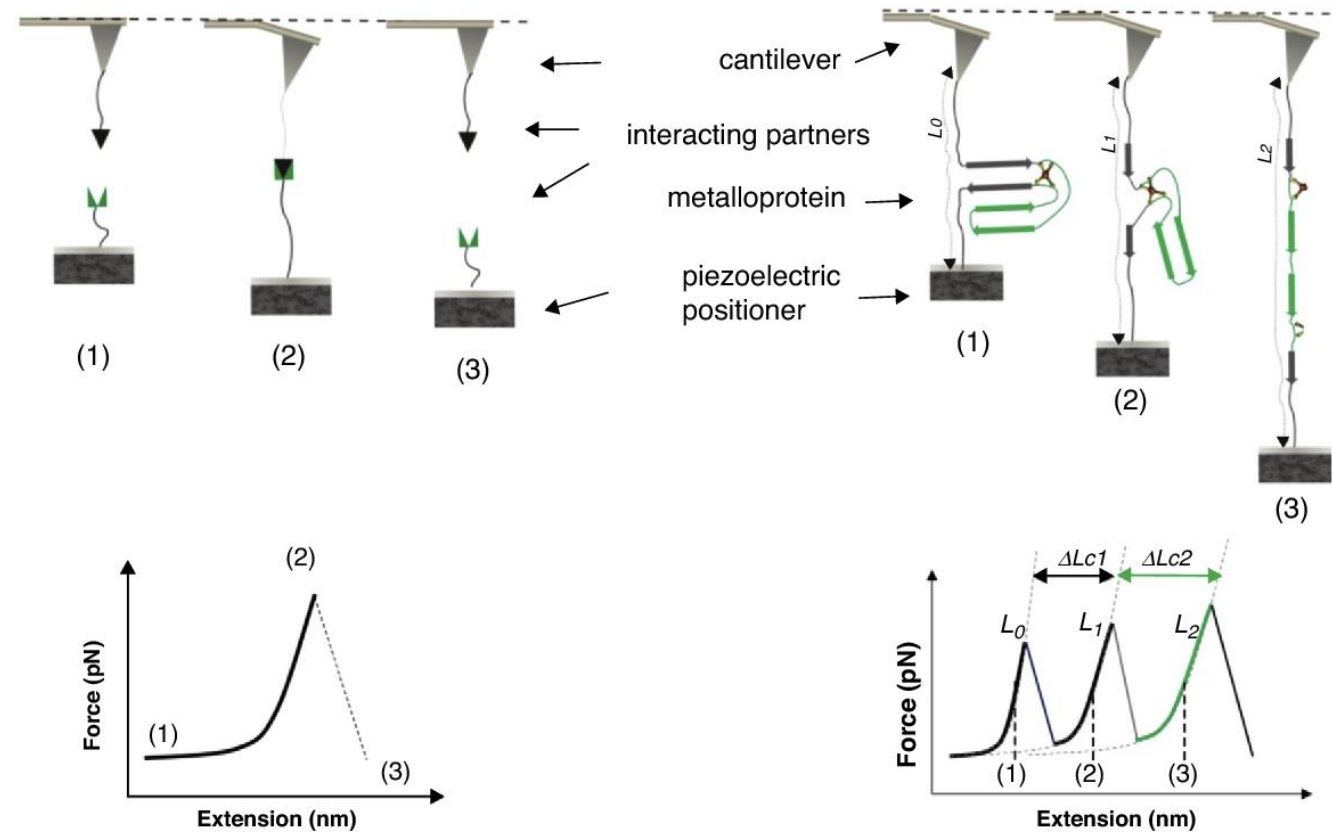 cantilever
interacting partners
metalloprotein
piezoelectric
positioner
(1)
(2)
(3)
L0
L1
L2
(1)
(2)
(3)
Force (pN)
(1)
(2)
(3)
Extension (nm)
Force (pN)
ΔLc1
ΔLc2
L0
L1
L2
(1)
(2)
(3)
Extension (nm)